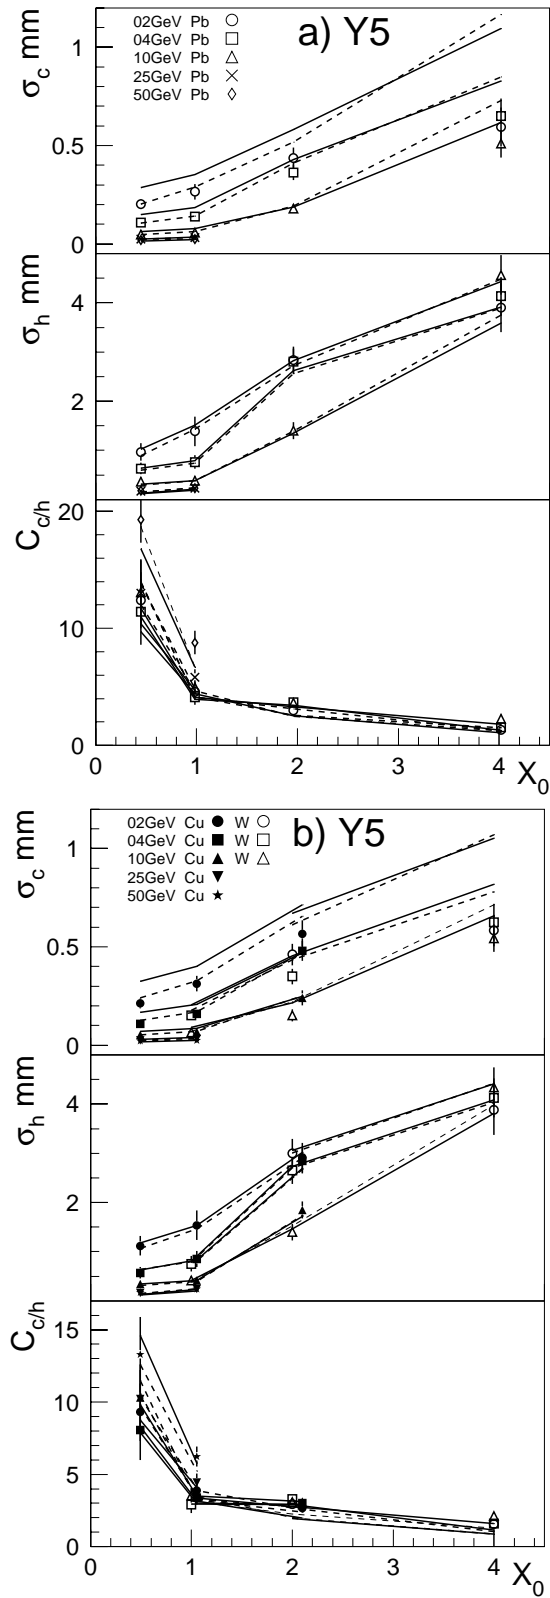 a) Y5
02GeV Pb
04GeV Pb
10GeV Pb
25GeV Pb
50GeV Pb
σc mm
1
0.5
0
σh mm
4
2
Cc/h
20
10
0
0 1 2 3 4 X0
b) Y5
02GeV Cu W
04GeV Cu W
10GeV Cu W
25GeV Cu
50GeV Cu
σc mm
1
0.5
0
σh mm
4
2
Cc/h
15
10
5
0
0 1 2 3 4 X0